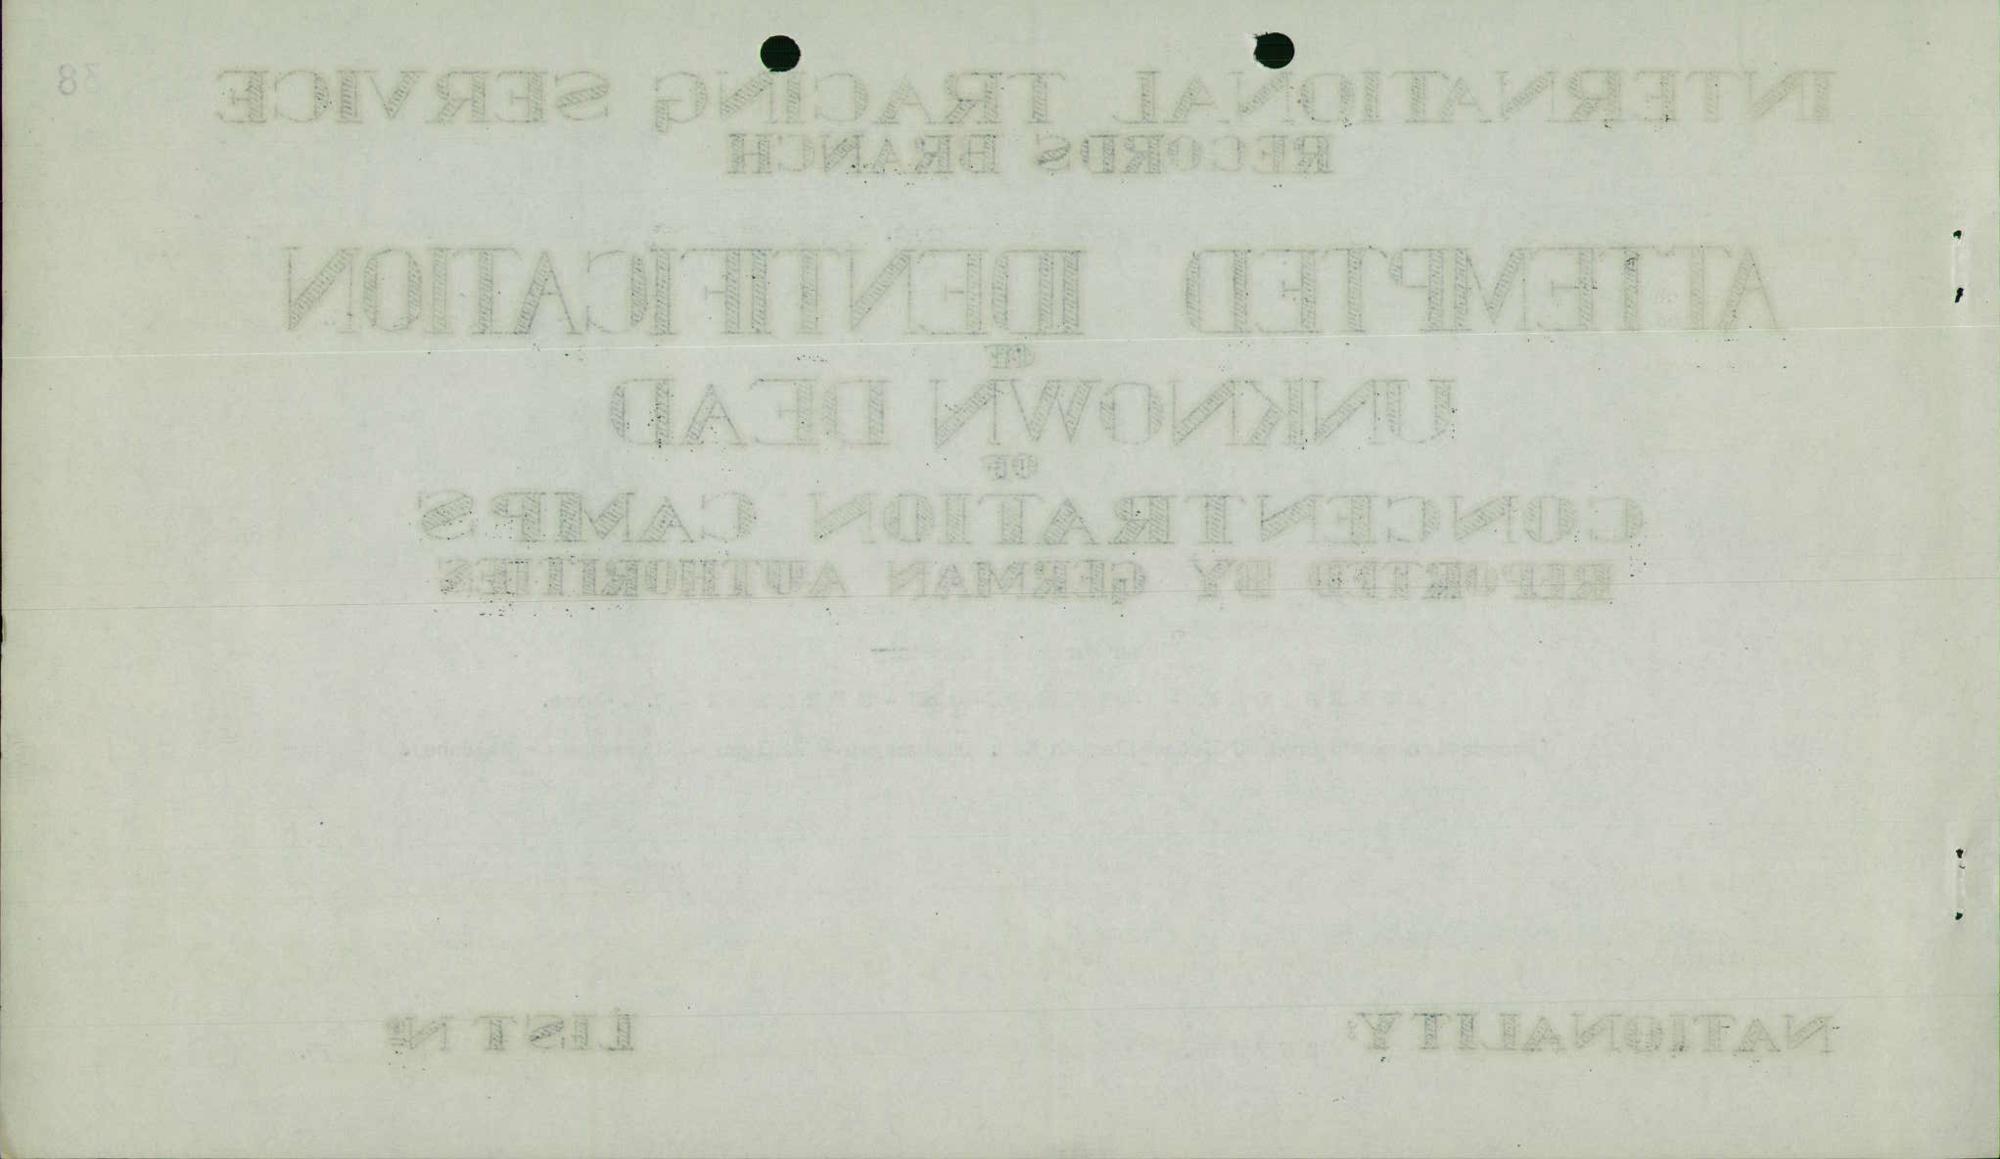 38
INTERNATIONAL TRACING SERVICE
RECORDS BRANCH
ATTEMPTED IDENTIFICATION
OF
UNKNOWN DEAD
OF
CONCENTRATION CAMPS
REPORTED BY GERMAN AUTHORITIES
NATIONALITY:
LIST Nº